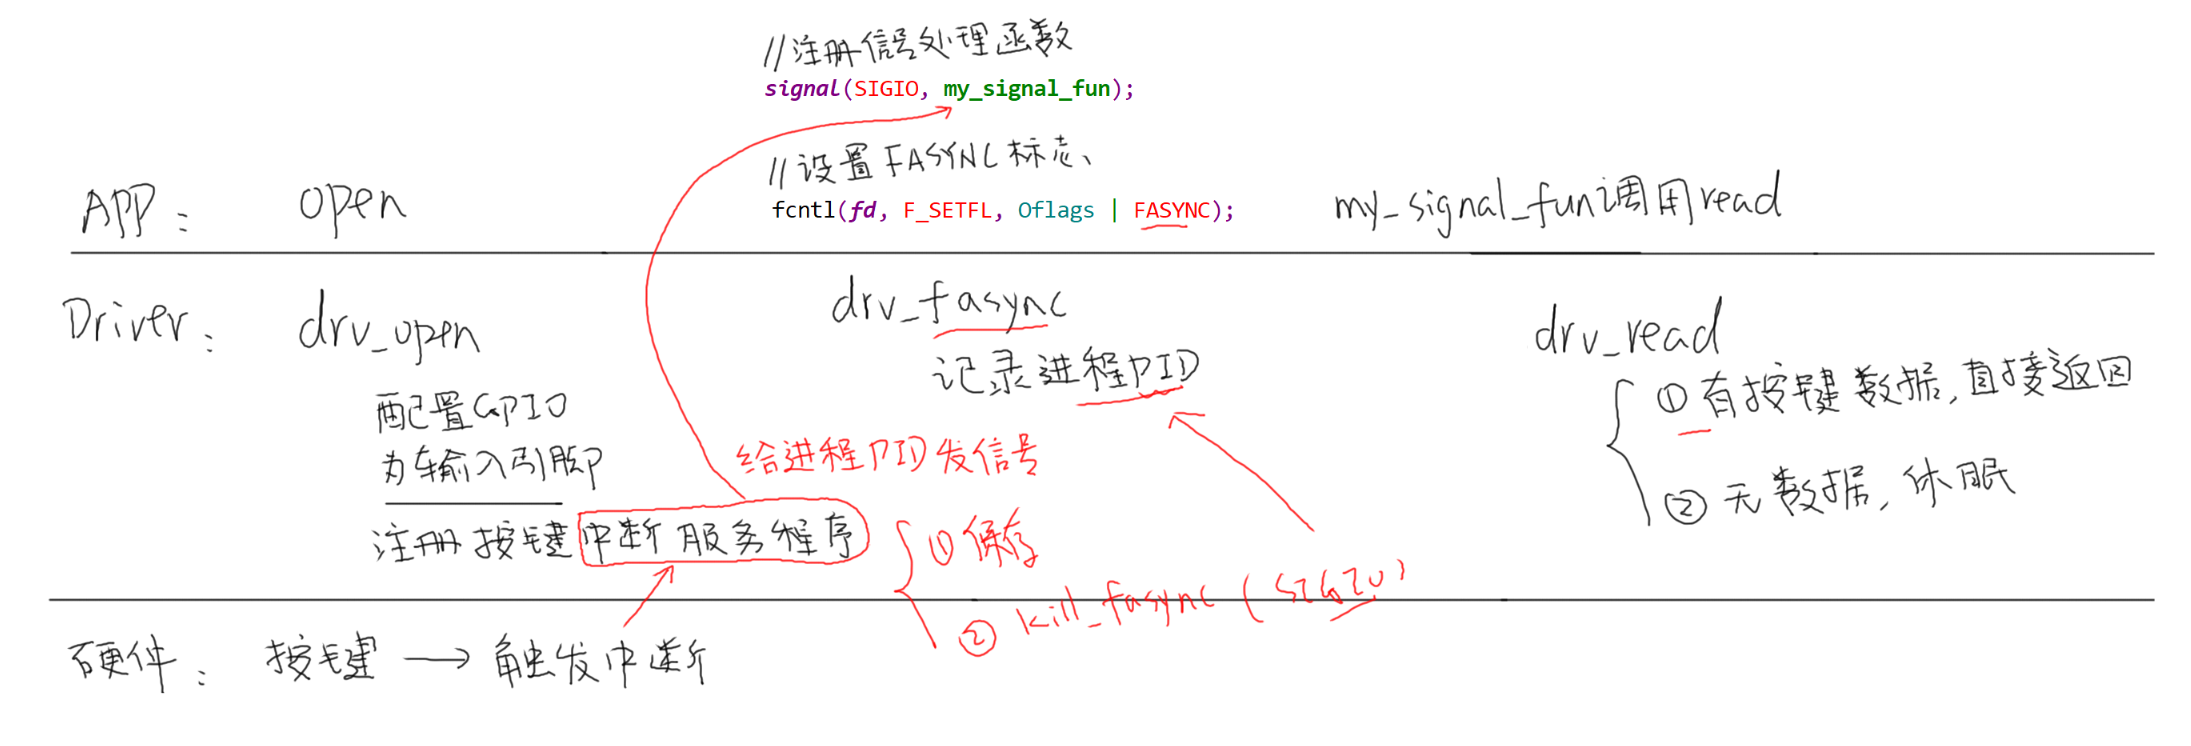 //注册信号处理函数
signal(SIGIO, my_signal_fun);
//设置FASYNC标志、
APP: open
fcntl(fd, F_SETFL, Oflags | FASYNC);
my_signal_fun调用read
Driver: drv_open
drv_fasync
drv_read
记录进程PID
配置GPIO
为输入引脚
给进程PID发信号
①有按键数据,直接返回
②无数据,休眠
注册按键中断服务程序
①保存
②kill_fasync(SIGIO)
硬件: 按键→触发中断